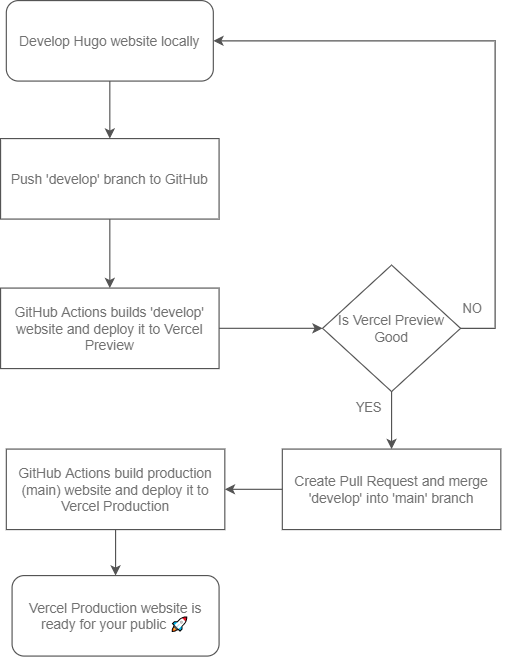 Develop Hugo website locally
Push 'develop' branch to GitHub
GitHub Actions builds 'develop'
website and deploy it to Vercel
Preview
Is Vercel Preview
Good
NO
YES
Create Pull Request and merge
'develop' into 'main' branch
GitHub Actions build production
(main) website and deploy it to
Vercel Production
Vercel Production website is
ready for your public 🚀